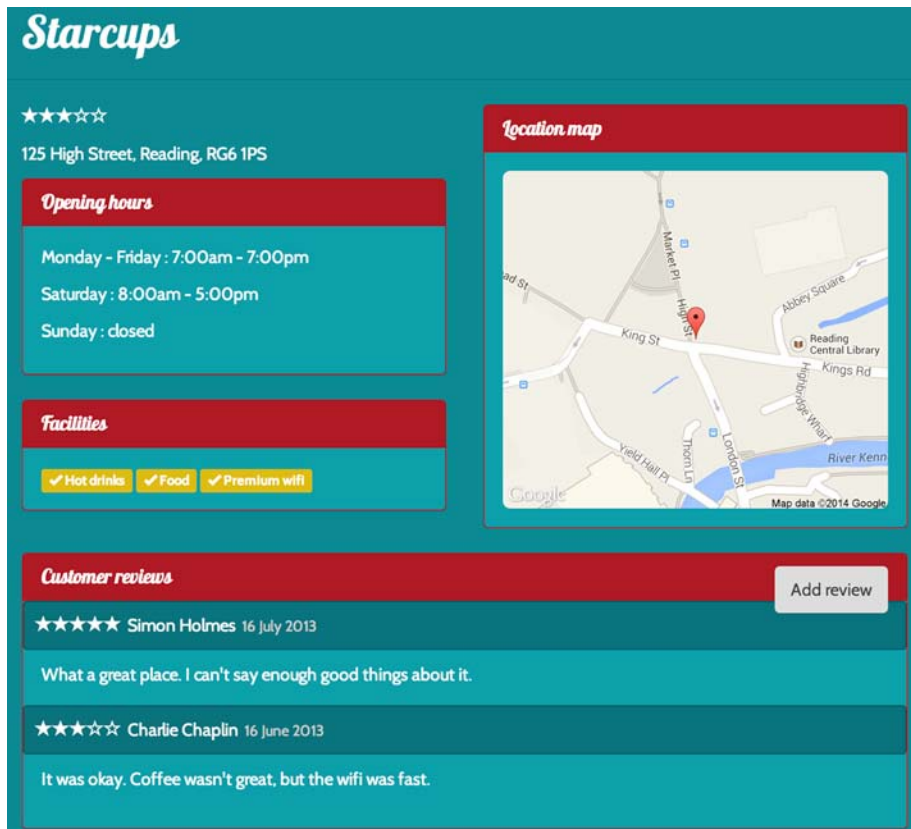 Starcups
★★★☆☆
125 High Street, Reading, RG6 1PS
Opening hours
Monday - Friday : 7:00am - 7:00pm
Saturday : 8:00am - 5:00pm
Sunday : closed
Facilities
✔Hot drinks ✔Food ✔Premium wifi
Location map
Market Pl
ad St
High St
Abbey Square
King St
Reading
Central Library
Kings Rd
Highbridge Wharf
Yield Hall Pl
Thorn Ln
London St
River Kenn
Google
Map data ©2014 Google
Customer reviews
Add review
★★★★★ Simon Holmes 16 July 2013
What a great place. I can't say enough good things about it.
★★★☆☆ Charlie Chaplin 16 June 2013
It was okay. Coffee wasn't great, but the wifi was fast.